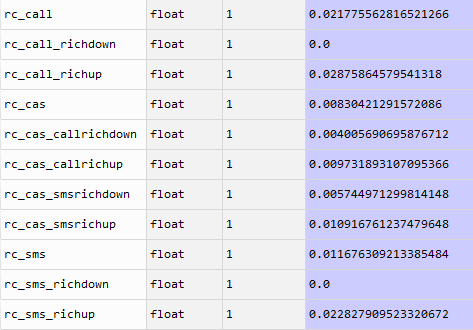 rc_call float 1 0.021775562816521266
rc_call_richdown float 1 0.0
rc_call_richup float 1 0.02875864579541318
rc_cas float 1 0.00830421291572086
rc_cas_callrichdown float 1 0.004005690695876712
rc_cas_callrichup float 1 0.009731893107095366
rc_cas_smsrichdown float 1 0.005744971299814148
rc_cas_smsrichup float 1 0.010916761237479648
rc_sms float 1 0.011676309213385484
rc_sms_richdown float 1 0.0
rc_sms_richup float 1 0.022827909523320672